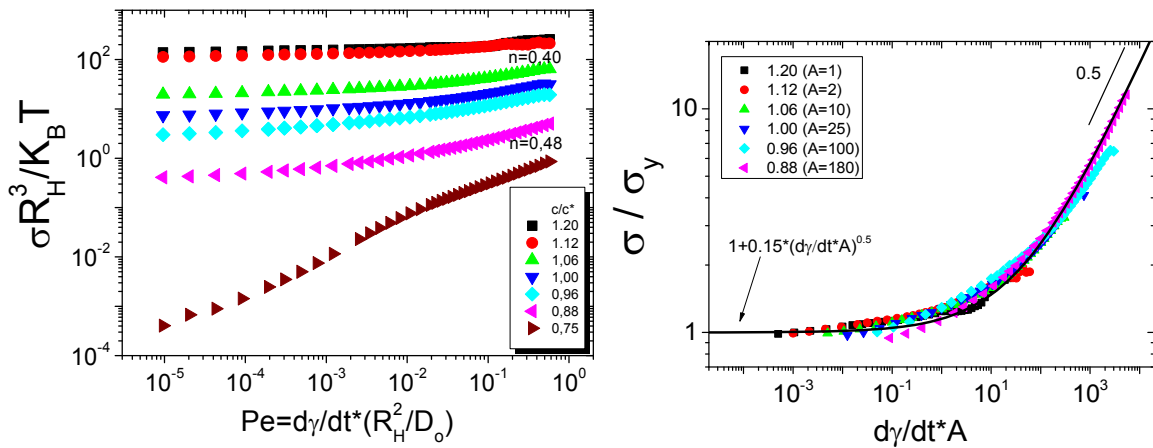 σR_H^3/K_BT
10^2
10^0
10^-2
10^-4
n=0,40
n=0,48
c/c*
1.20
1.12
1,06
1,00
0,96
0,88
0,75
10^-5 10^-4 10^-3 10^-2 10^-1 10^0
Pe=dγ/dt*(R_H^2/D_o)
σ / σ_y
10
1
1.20 (A=1)
1.12 (A=2)
1.06 (A=10)
1.00 (A=25)
0.96 (A=100)
0.88 (A=180)
0.5
1+0.15*(dγ/dt*A)^0.5
10^-3 10^-1 10^1 10^3
dγ/dt*A